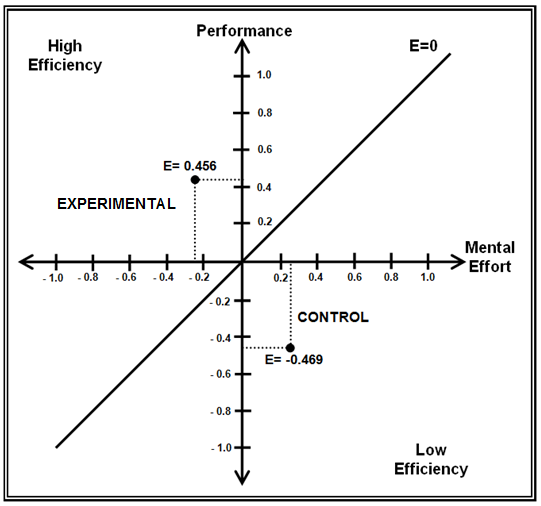 Performance
High
Efficiency
E=0
1.0
0.8
0.6
E= 0.456
0.4
EXPERIMENTAL
0.2
Mental
Effort
- 1.0 - 0.8 - 0.6 - 0.4 - 0.2 0.2 0.4 0.6 0.8 1.0
- 0.2
CONTROL
- 0.4
E= -0.469
- 0.6
- 0.8
- 1.0
Low
Efficiency